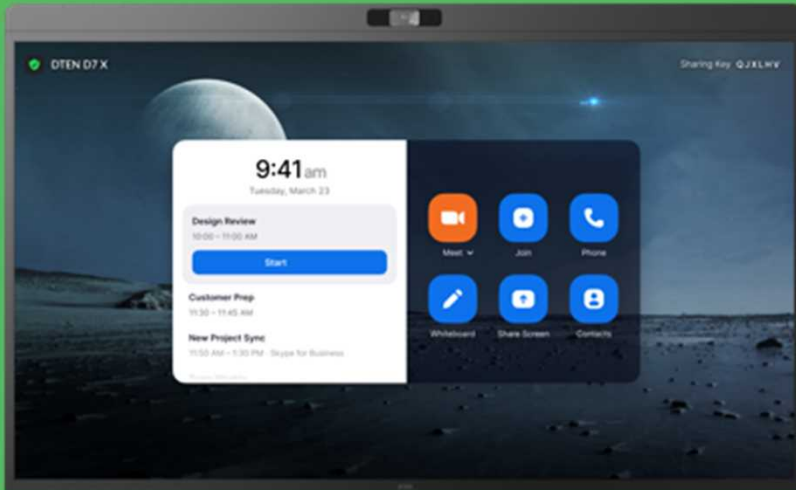 DTEN D7 X
Sharing Key QJXLHV
9:41 am
Tuesday, March 23
Design Review
10:00 – 11:00 AM
Start
Customer Prep
11:30 – 11:45 AM
New Project Sync
11:50 AM – 1:30 PM · Skype for Business
Meet
Join
Phone
Whiteboard
Share Screen
Contacts